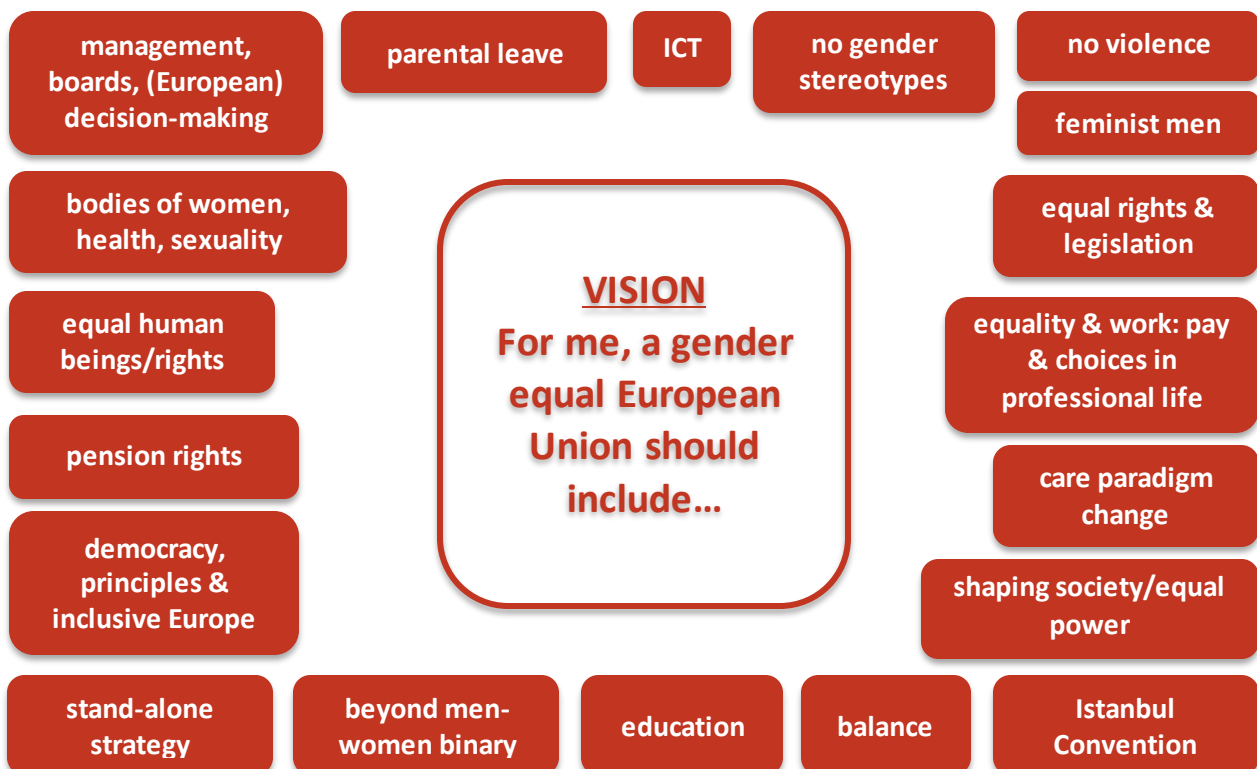 management,
boards, (European)
decision-making
parental leave
ICT
no gender
stereotypes
no violence
feminist men
bodies of women,
health, sexuality
equal rights &
legislation
equal human
beings/rights
VISION
For me, a gender
equal European
Union should
include…
equality & work: pay
& choices in
professional life
pension rights
care paradigm
change
democracy,
principles &
inclusive Europe
shaping society/equal
power
stand-alone
strategy
beyond men-
women binary
education
balance
Istanbul
Convention